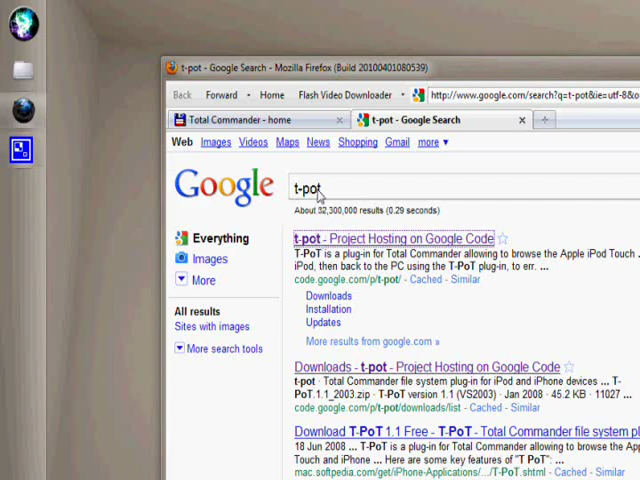 t-pot - Google Search - Mozilla Firefox (Build 20100401080539)
Back Forward Home Flash Video Downloader http://www.google.com/search?q=t-pot&ie=utf-8&o
Total Commander - home t-pot - Google Search
Web Images Videos Maps News Shopping Gmail more
Google t-pot
About 32,300,000 results (0.29 seconds)
Everything
Images
More
All results
Sites with images
More search tools
t-pot - Project Hosting on Google Code
T-PoT is a plug-in for Total Commander allowing to browse the Apple iPod Touch .
iPod, then back to the PC using the T-PoT plug-in, to err. ...
code.google.com/p/t-pot/ - Cached - Similar
Downloads
Installation
Updates
More results from google.com »
Downloads - t-pot - Project Hosting on Google Code
t-pot · Total Commander file system plug-in for iPod and iPhone devices ... T-
PoT.1.1_2003.zip · T-PoT version 1.1 (VS2003) · Jan 2008 · 45.2 KB · 11027 ...
code.google.com/p/t-pot/downloads/list - Cached - Similar
Download T-PoT 1.1 Free - T-PoT - Total Commander file system pl
18 Jun 2008 ... T-PoT is a plug-in for Total Commander allowing to browse the
Touch and iPhone ... Here are some key features of "T PoT": ...
mac.softpedia.com/get/iPhone-Applications/.../T-PoT.shtml - Cached - Similar